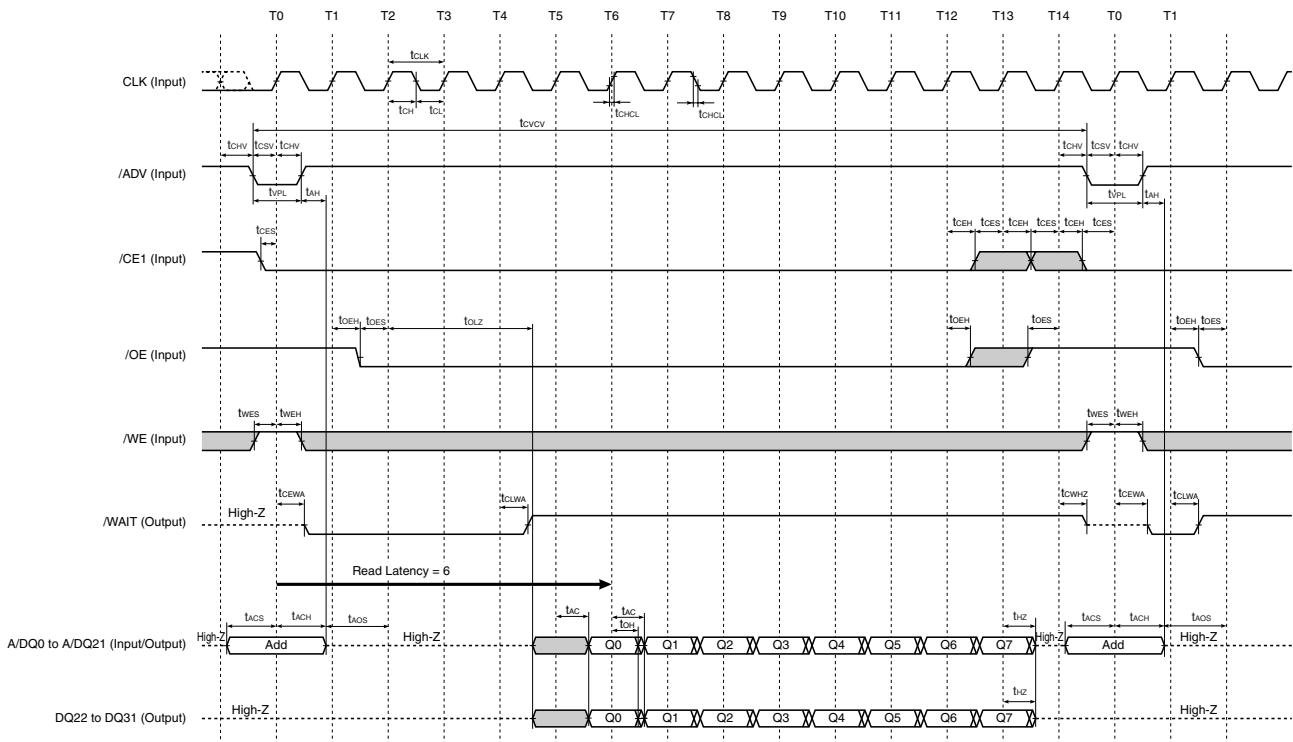 T0 T1 T2 T3 T4 T5 T6 T7 T8 T9 T10 T11 T12 T13 T14 T0 T1
tCLK
CLK (Input)
tCH tCL tCHCL tCHCL
tCVCV
tCHV tCSV tCHV tCHV tCSV tCHV
/ADV (Input)
tVPL tAH tVPL tAH
tCES tCEH tCES tCEH tCES tCEH tCES
/CE1 (Input)
tOEH tOES tOLZ tOEH tOES tOEH tOES
/OE (Input)
tWES tWEH tWES tWEH
/WE (Input)
tCEWA tCLWA tCWHZ tCEWA tCLWA
/WAIT (Output) High-Z
Read Latency = 6
tACS tACH tAOS tAC tAC tOH tHZ tACS tACH tAOS
A/DQ0 to A/DQ21 (Input/Output) High-Z Add High-Z Q0 Q1 Q2 Q3 Q4 Q5 Q6 Q7 High-Z Add High-Z
tHZ
DQ22 to DQ31 (Output) High-Z Q0 Q1 Q2 Q3 Q4 Q5 Q6 Q7 High-Z